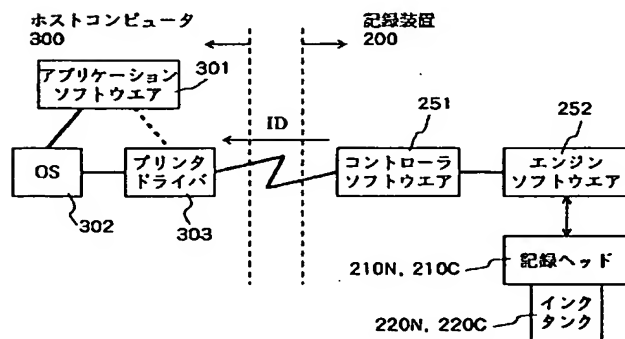 ホストコンピュータ
300
記録装置
200
アプリケーション
ソフトウエア
301
ID
251
252
OS
プリンタ
ドライバ
コントローラ
ソフトウエア
エンジン
ソフトウエア
302
303
210N, 210C
記録ヘッド
220N, 220C
インク
タンク